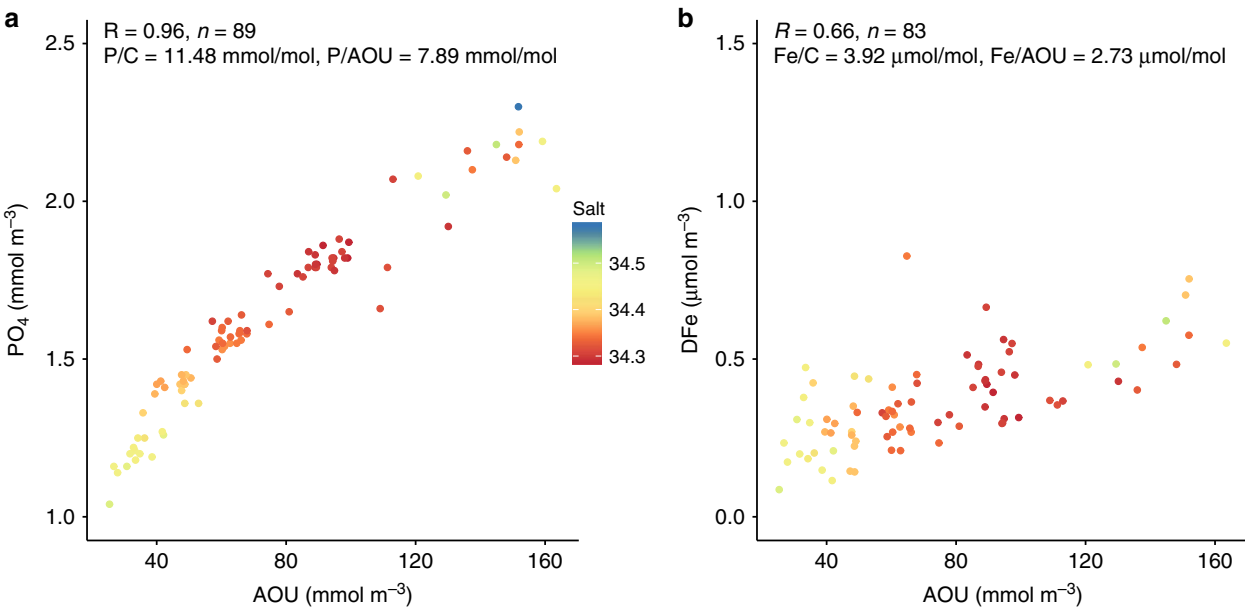 a
R = 0.96, n = 89
P/C = 11.48 mmol/mol, P/AOU = 7.89 mmol/mol
2.5
2.0
1.5
1.0
PO₄ (mmol m⁻³)
40 80 120 160
AOU (mmol m⁻³)
Salt
34.5
34.4
34.3
b
R = 0.66, n = 83
Fe/C = 3.92 μmol/mol, Fe/AOU = 2.73 μmol/mol
1.5
1.0
0.5
0.0
DFe (μmol m⁻³)
40 80 120 160
AOU (mmol m⁻³)